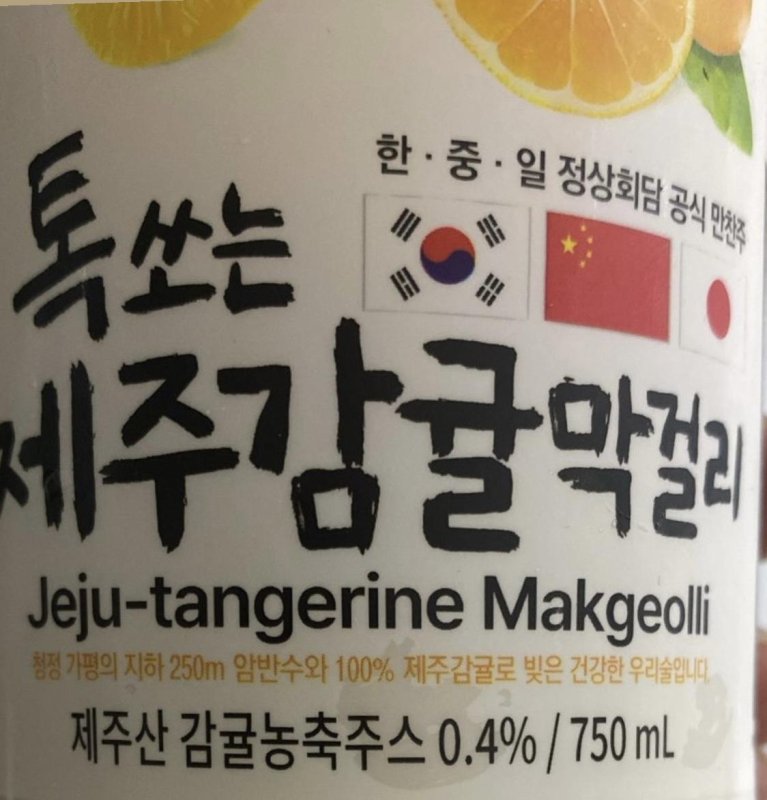 한·중·일 정상회담 공식 만찬주
톡 쏘는
제주감귤막걸리
Jeju-tangerine Makgeolli
청정 가평의 지하 250m 암반수와 100% 제주감귤로 빚은 건강한 우리술입니다.
제주산 감귤농축주스 0.4% / 750 mL